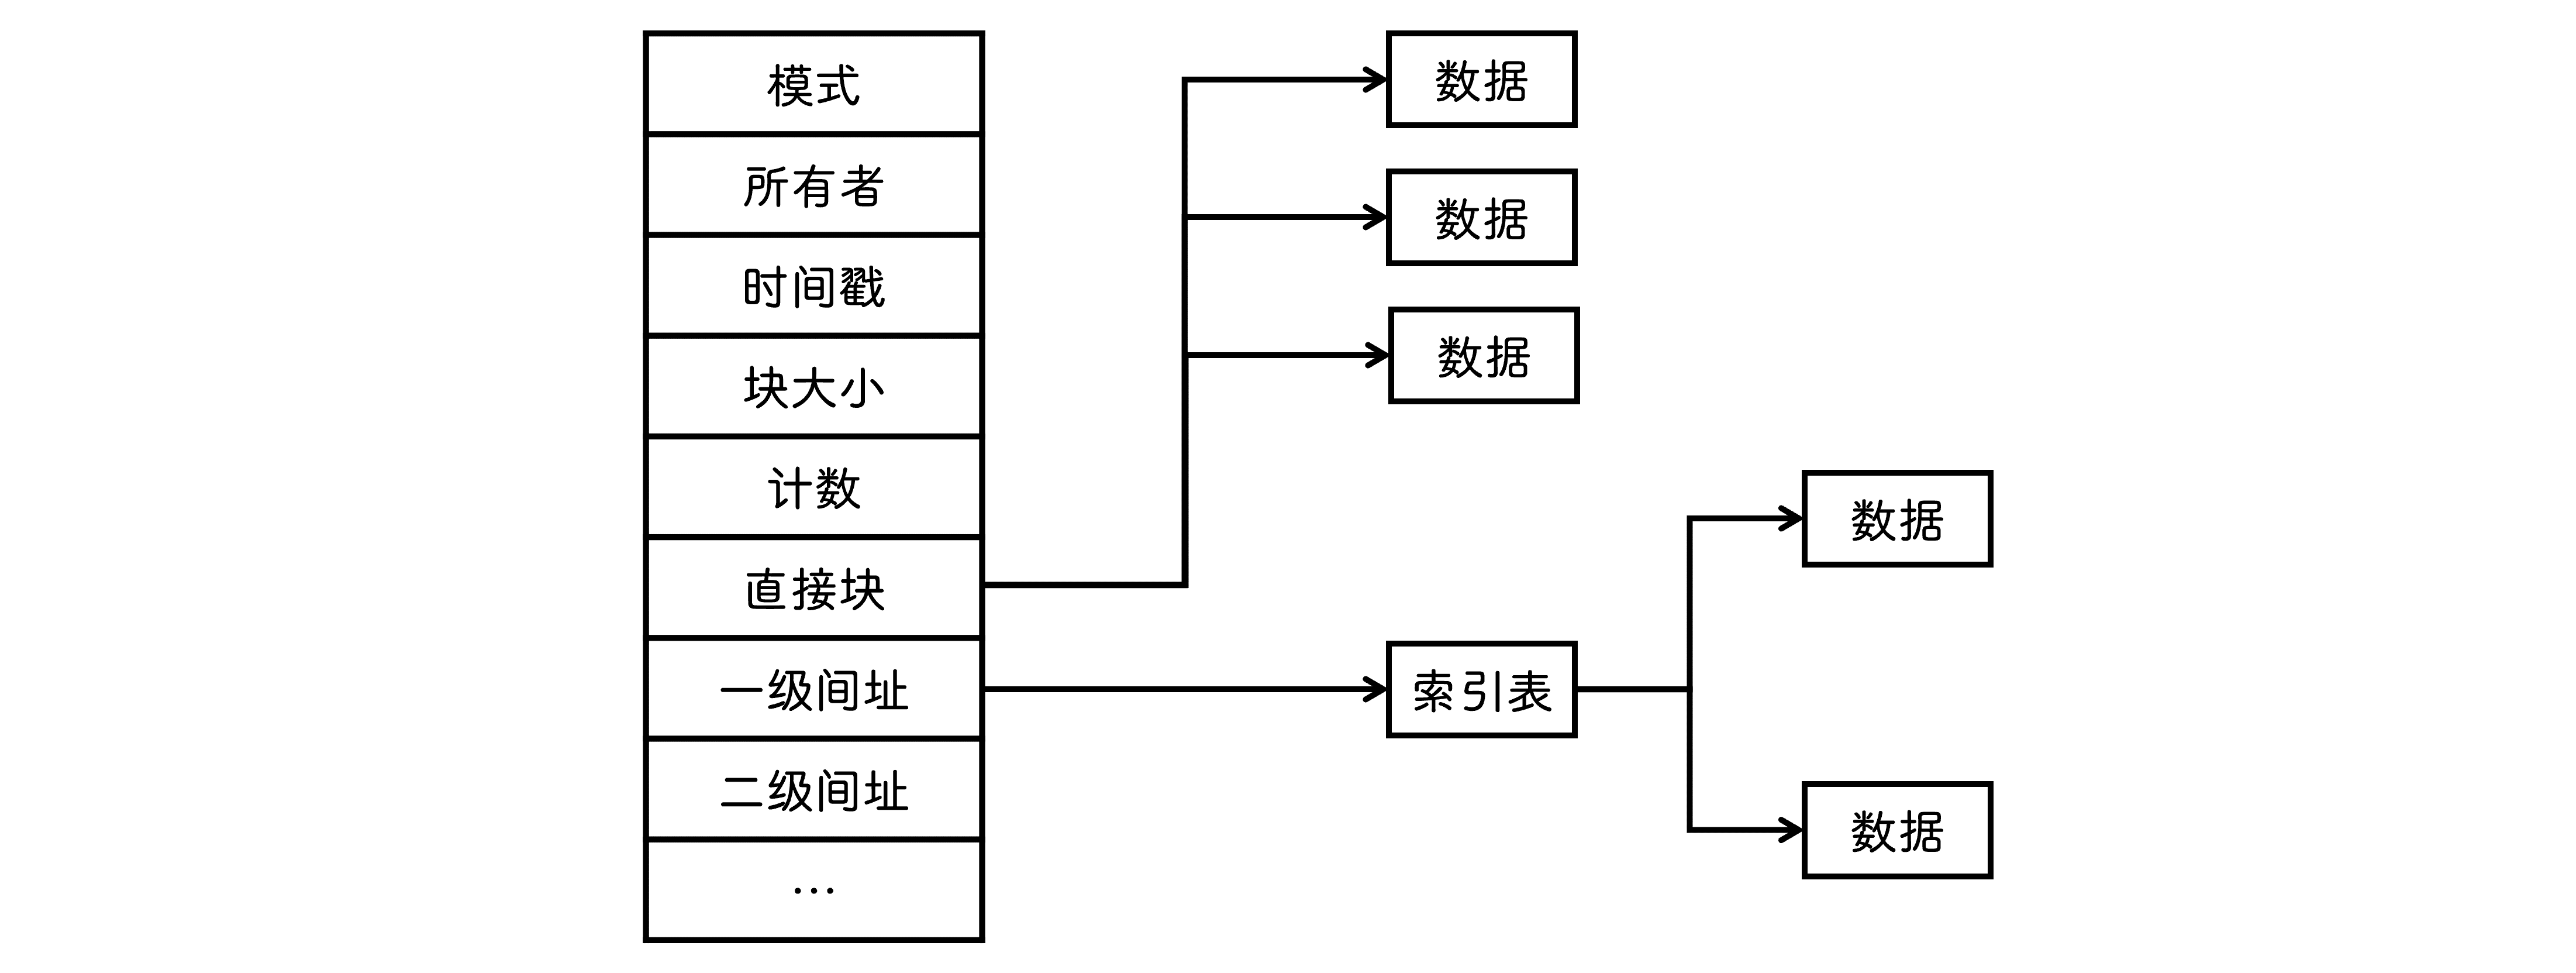 模式
所有者
时间戳
块大小
计数
直接块
一级间址
二级间址
...
数据
数据
数据
索引表
数据
数据